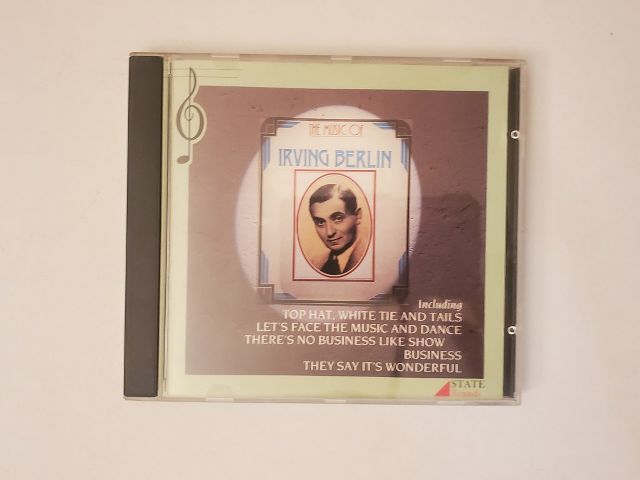 THE MUSIC OF
IRVING BERLIN
Including
TOP HAT, WHITE TIE AND TAILS
LET'S FACE THE MUSIC AND DANCE
THERE'S NO BUSINESS LIKE SHOW
BUSINESS
THEY SAY IT'S WONDERFUL
STATE
Sounds